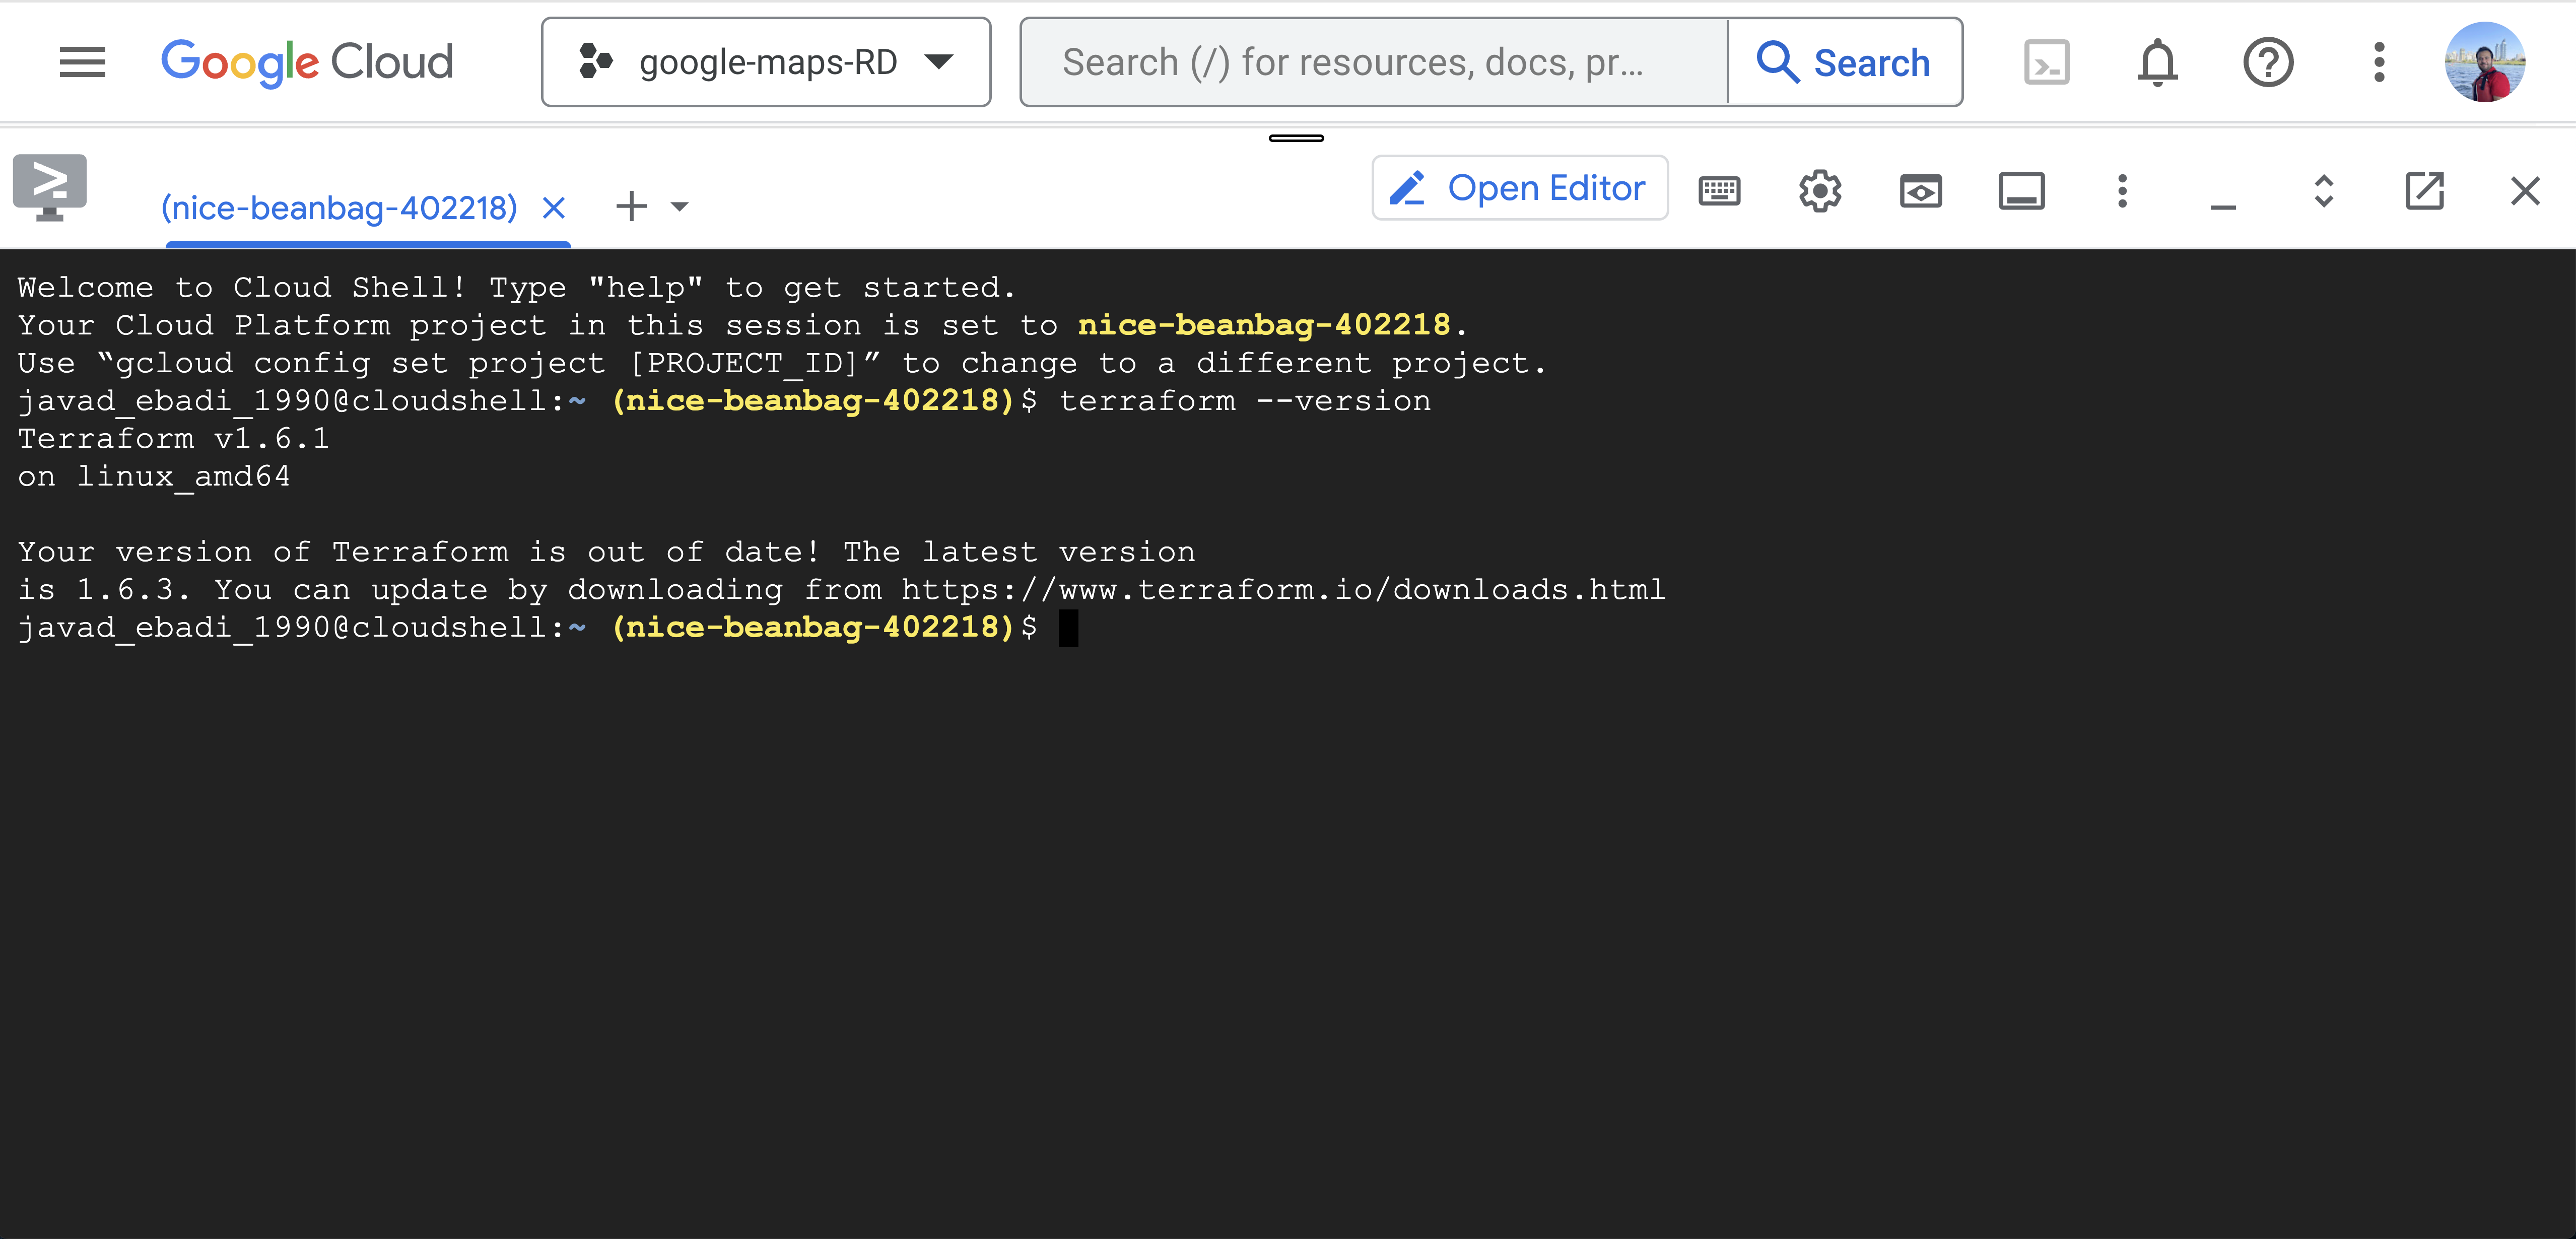 Google Cloud
google-maps-RD
Search (/) for resources, docs, pr...
Search
(nice-beanbag-402218)
Open Editor
Welcome to Cloud Shell! Type "help" to get started.
Your Cloud Platform project in this session is set to nice-beanbag-402218.
Use “gcloud config set project [PROJECT_ID]” to change to a different project.
javad_ebadi_1990@cloudshell:~ (nice-beanbag-402218)$ terraform --version
Terraform v1.6.1
on linux_amd64
Your version of Terraform is out of date! The latest version
is 1.6.3. You can update by downloading from https://www.terraform.io/downloads.html
javad_ebadi_1990@cloudshell:~ (nice-beanbag-402218)$